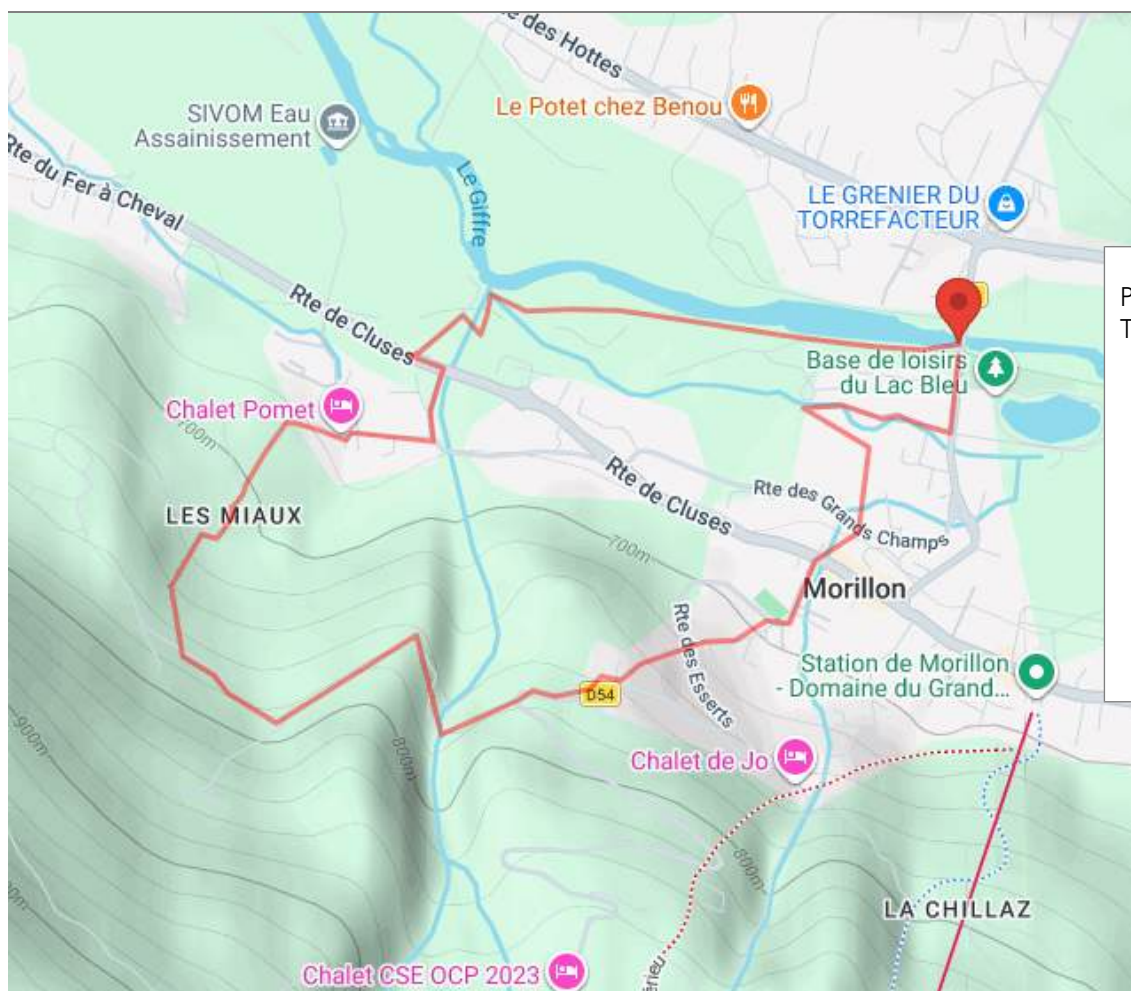 e des Hottes
Le Potet chez Benou
SIVOM Eau
Assainissement
Rte du Fer à Cheval
Le Giffre
LE GRENIER DU
TORREFACTEUR
P
T
Rte de Cluses
Base de loisirs
du Lac Bleu
Chalet Pomet
700m
LES MIAUX
Rte de Cluses
Rte des Grands Champs
700m
Morillon
Rte des Esserts
Station de Morillon
- Domaine du Grand...
D54
900m
800m
Chalet de Jo
800m
LA CHILLAZ
Chalet CSE OCP 2023
érieu